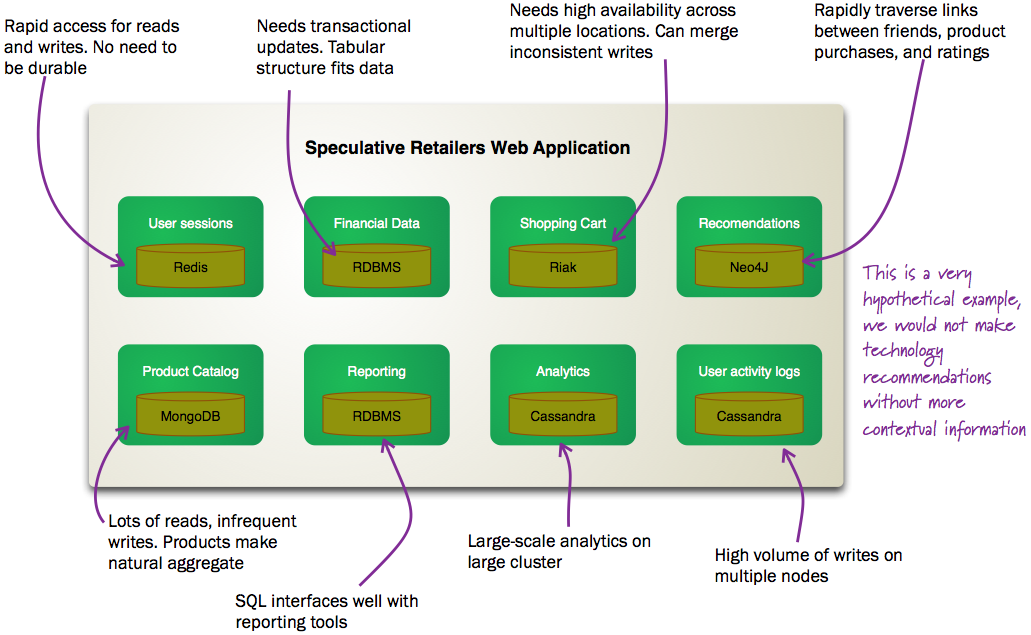 Rapid access for reads
and writes. No need to
be durable
Needs transactional
updates. Tabular
structure fits data
Needs high availability across
multiple locations. Can merge
inconsistent writes
Rapidly traverse links
between friends, product
purchases, and ratings
Speculative Retailers Web Application
User sessions
Redis
Financial Data
RDBMS
Shopping Cart
Riak
Recomendations
Neo4J
This is a very
hypothetical example,
we would not make
technology
recommendations
without more
contextual information
Product Catalog
MongoDB
Reporting
RDBMS
Analytics
Cassandra
User activity logs
Cassandra
Lots of reads, infrequent
writes. Products make
natural aggregate
SQL interfaces well with
reporting tools
Large-scale analytics on
large cluster
High volume of writes on
multiple nodes